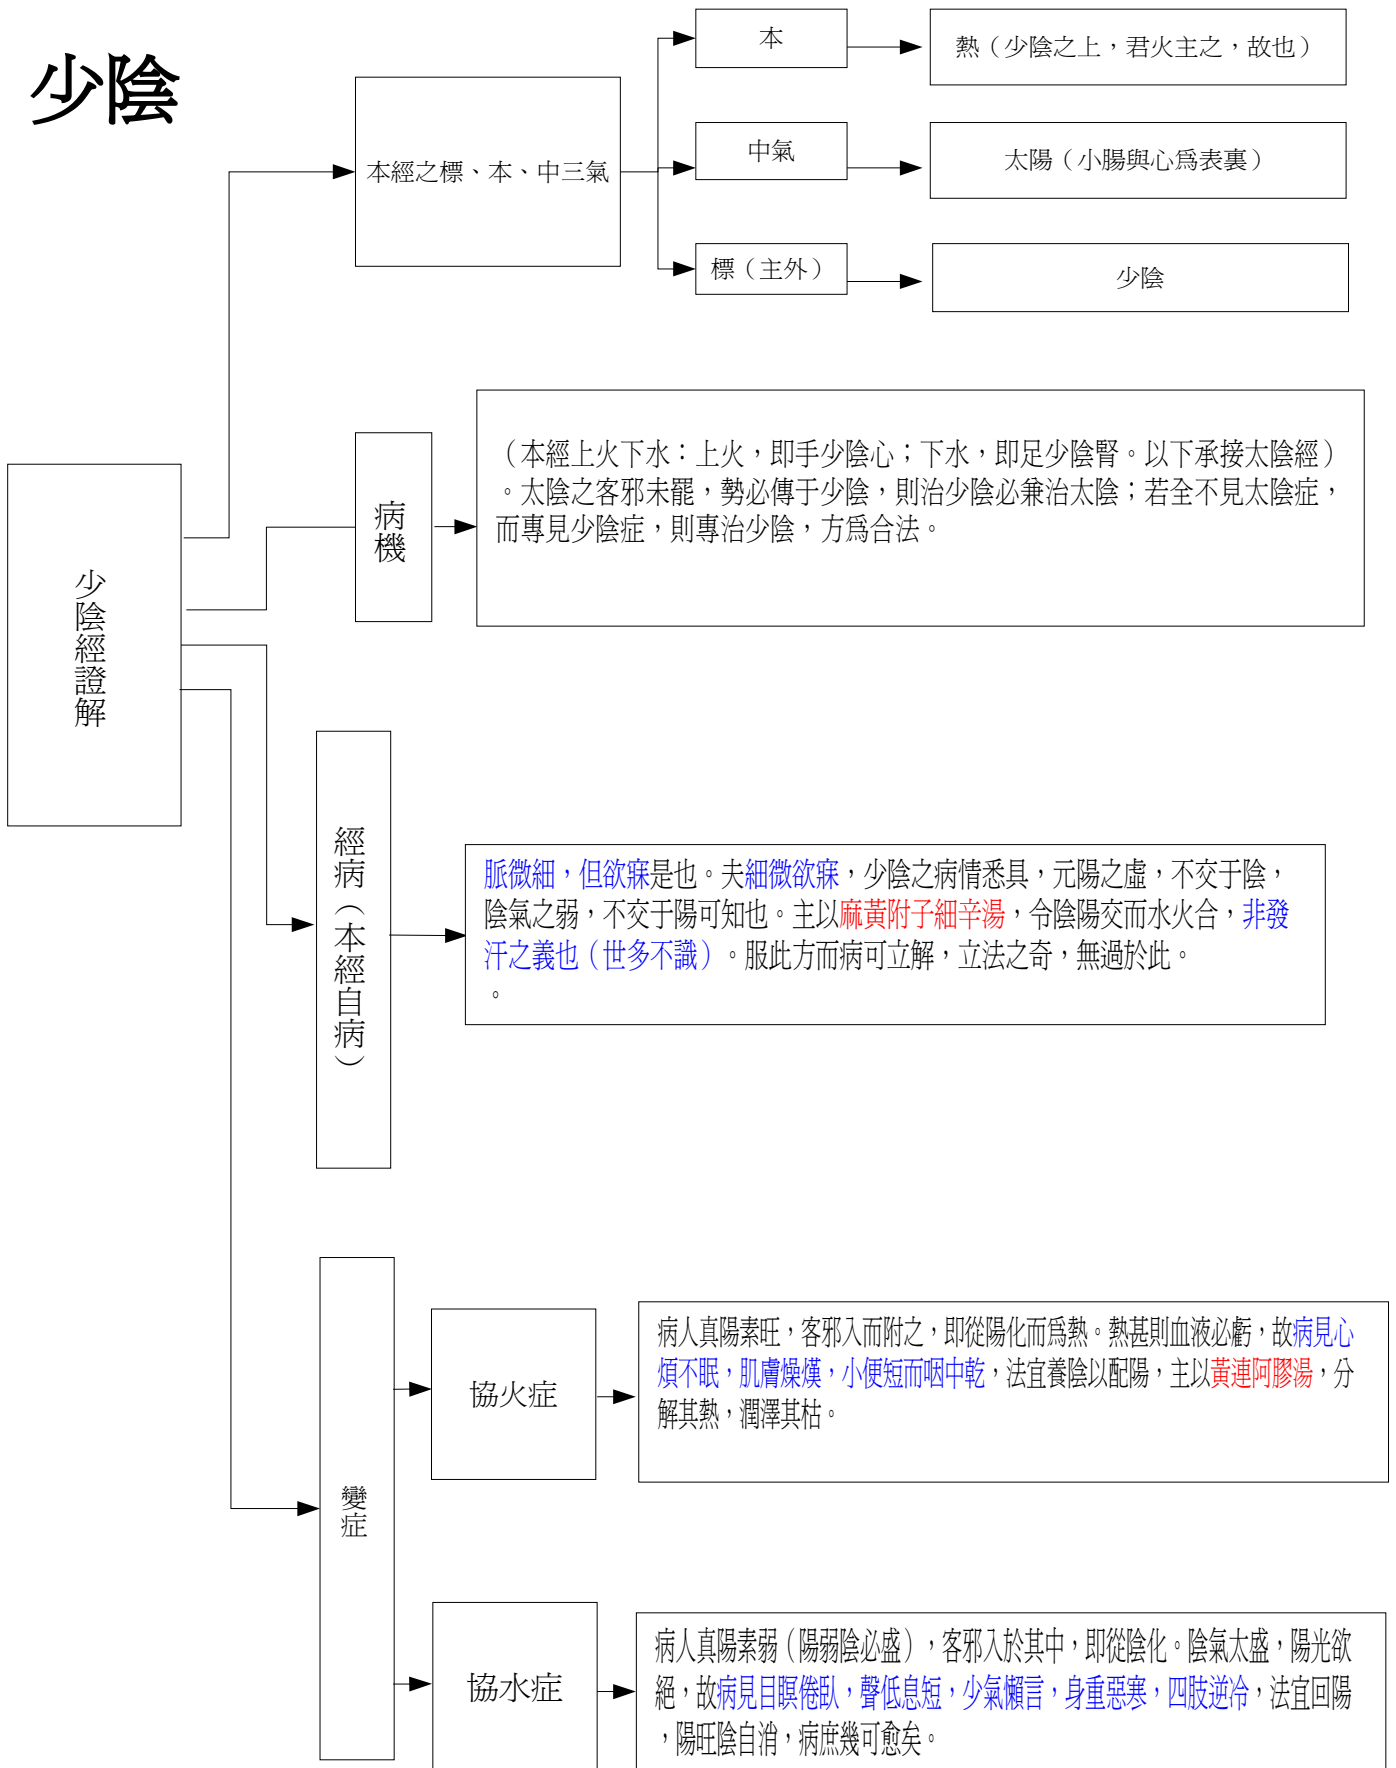 少陰
本
熱（少陰之上，君火主之，故也）
本經之標、本、中三氣
中氣
太陽（小腸與心爲表裏）
標（主外）
少陰
少陰經證解
病機
（本經上火下水：上火，即手少陰心；下水，即足少陰腎。以下承接太陰經）
。太陰之客邪未罷，勢必傳于少陰，則治少陰必兼治太陰；若全不見太陰症，
而專見少陰症，則專治少陰，方爲合法。
經病（本經自病）
脈微細，但欲寐是也。夫細微欲寐，少陰之病情悉具，元陽之虛，不交于陰，
陰氣之弱，不交于陽可知也。主以麻黃附子細辛湯，令陰陽交而水火合，非發
汗之義也（世多不識）。服此方而病可立解，立法之奇，無過於此。
。
變症
協火症
病人真陽素旺，客邪入而附之，即從陽化而爲熱。熱甚則血液必虧，故病見心
煩不眠，肌膚燥熯，小便短而咽中乾，法宜養陰以配陽，主以黃連阿膠湯，分
解其熱，潤澤其枯。
協水症
病人真陽素弱（陽弱陰必盛），客邪入於其中，即從陰化。陰氣太盛，陽光欲
絕，故病見目瞑倦臥，聲低息短，少氣懶言，身重惡寒，四肢逆冷，法宜回陽
，陽旺陰自消，病庶幾可愈矣。